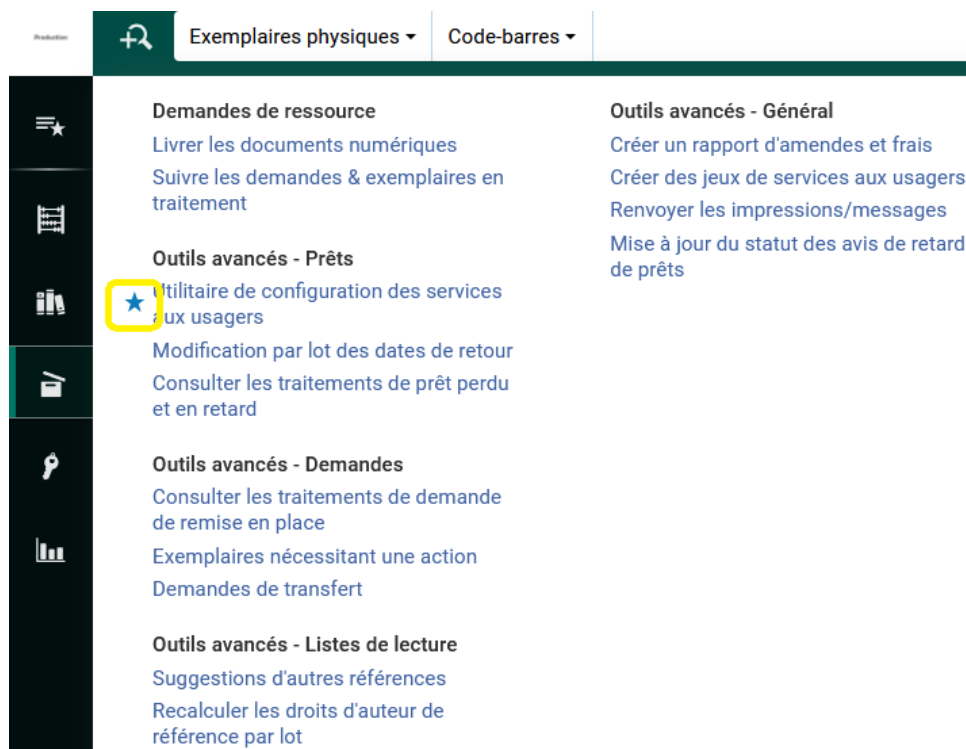 Production
Exemplaires physiques
Code-barres
Demandes de ressource
Livrer les documents numériques
Suivre les demandes & exemplaires en
traitement
Outils avancés - Prêts
Utilitaire de configuration des services
aux usagers
Modification par lot des dates de retour
Consulter les traitements de prêt perdu
et en retard
Outils avancés - Demandes
Consulter les traitements de demande
de remise en place
Exemplaires nécessitant une action
Demandes de transfert
Outils avancés - Listes de lecture
Suggestions d'autres références
Recalculer les droits d'auteur de
référence par lot
Outils avancés - Général
Créer un rapport d'amendes et frais
Créer des jeux de services aux usagers
Renvoyer les impressions/messages
Mise à jour du statut des avis de retard
de prêts